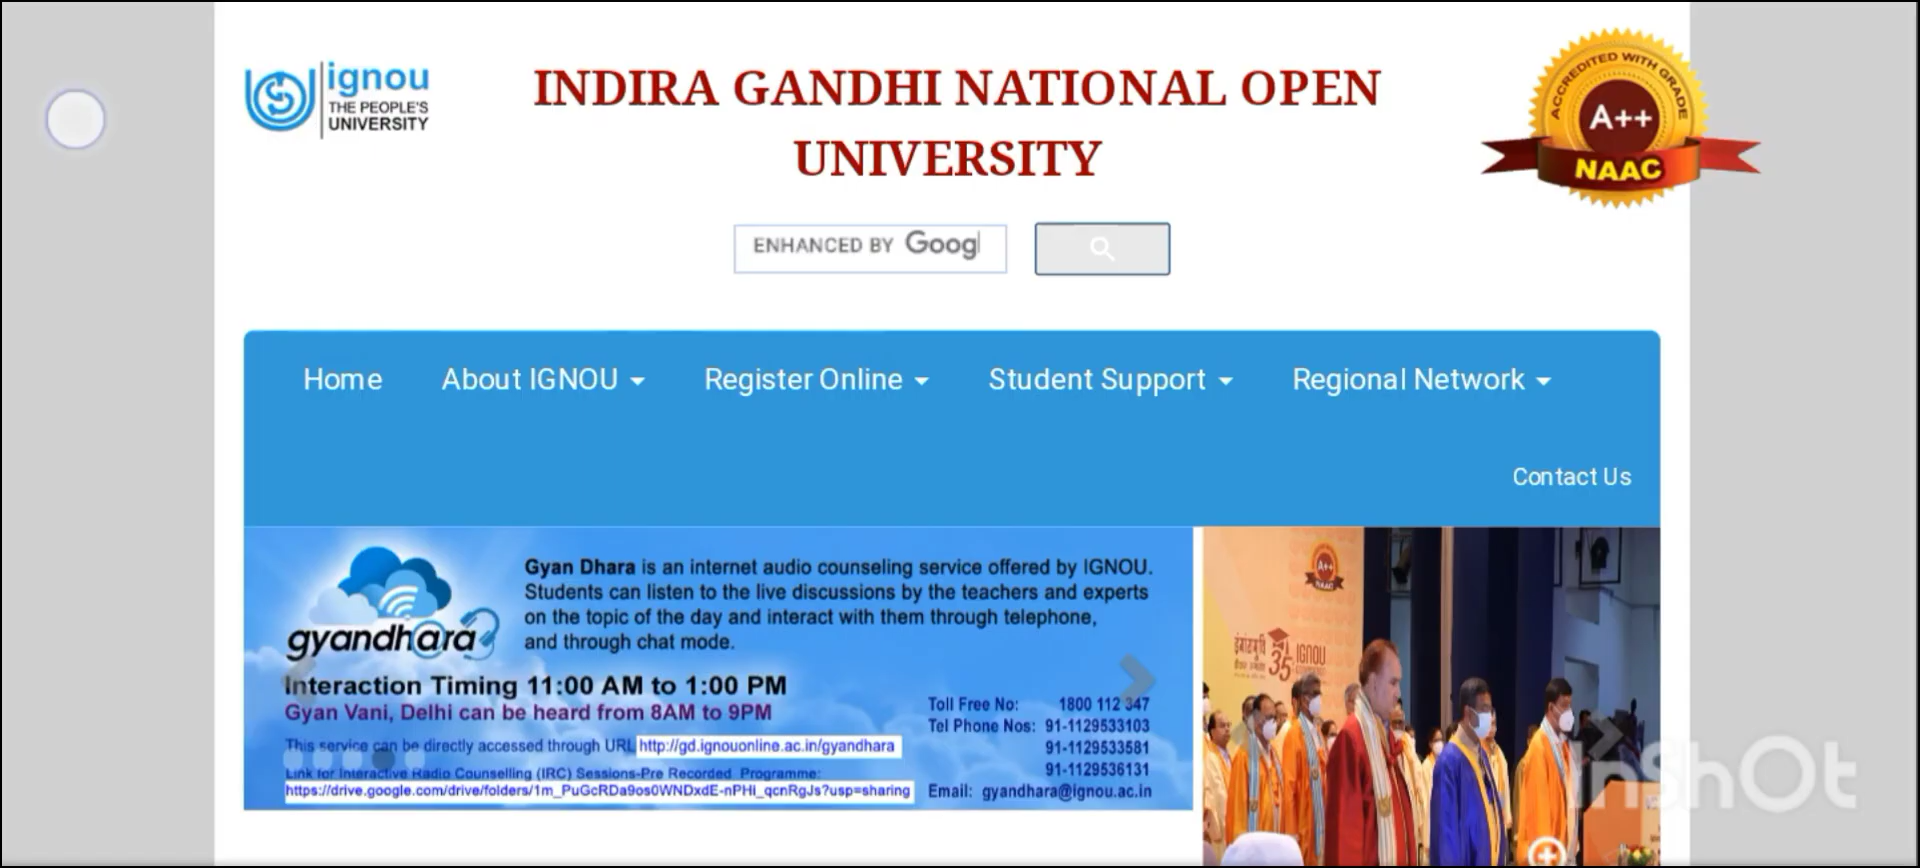 ignou
THE PEOPLE'S
UNIVERSITY
INDIRA GANDHI NATIONAL OPEN
UNIVERSITY
ACCREDITED WITH GRADE
A++
NAAC
ENHANCED BY Goog
Home
About IGNOU
Register Online
Student Support
Regional Network
Contact Us
gyandhara
Gyan Dhara is an internet audio counseling service offered by IGNOU.
Students can listen to the live discussions by the teachers and experts
on the topic of the day and interact with them through telephone,
and through chat mode.
Interaction Timing 11:00 AM to 1:00 PM
Gyan Vani, Delhi can be heard from 8AM to 9PM
This service can be directly accessed through URL http://gd.ignouonline.ac.in/gyandhara
Link for Interactive Radio Counselling (IRC) Sessions-Pre Recorded Programme:
https://drive.google.com/drive/folders/1m_PuGcRDa9os0WNDxdE-nPHi_qcnRgJs?usp=sharing
Toll Free No: 1800 112 347
Tel Phone Nos: 91-1129533103
91-1129533581
91-1129536131
Email: gyandhara@ignou.ac.in
A++
35
IGNOU
InShOt